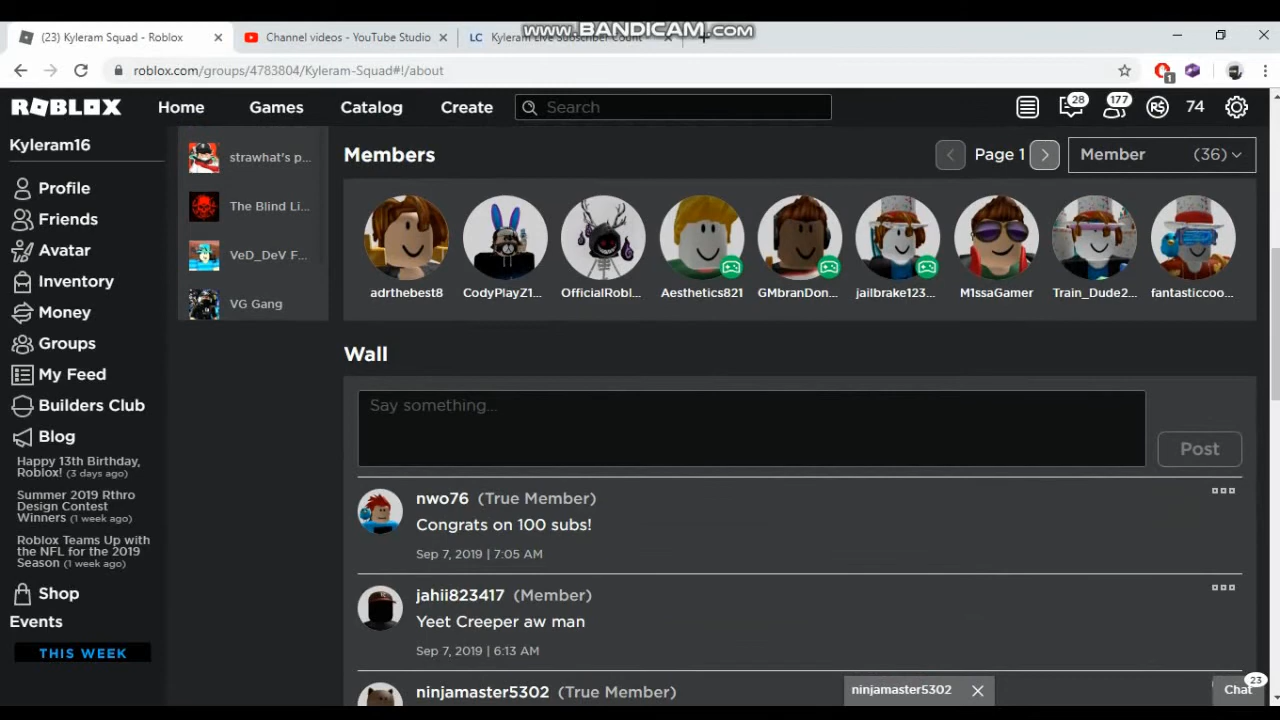 www.BANDICAM.com
(23) Kyleram Squad - Roblox
Channel videos - YouTube Studio
LC Kyleram Live Subscriber Count -
roblox.com/groups/4783804/Kyleram-Squad#!/about
1
ROBLOX
Home
Games
Catalog
Create
Search
28
177
R$
74
Kyleram16
Profile
Friends
Avatar
Inventory
Money
Groups
My Feed
Builders Club
Blog
Happy 13th Birthday,
Roblox! (3 days ago)
Summer 2019 Rthro
Design Contest
Winners (1 week ago)
Roblox Teams Up with
the NFL for the 2019
Season (1 week ago)
Shop
Events
THIS WEEK
strawhat's p...
The Blind Li...
VeD_DeV F...
VG Gang
Members
Page 1
Member (36)
adrthebest8
CodyPlayZ1...
OfficialRobl...
Aesthetics821
GMbranDon...
jailbrake123...
M1ssaGamer
Train_Dude2...
fantasticcoo...
Wall
Say something...
Post
nwo76 (True Member)
Congrats on 100 subs!
Sep 7, 2019 | 7:05 AM
jahii823417 (Member)
Yeet Creeper aw man
Sep 7, 2019 | 6:13 AM
ninjamaster5302 (True Member)
ninjamaster5302
Chat
23